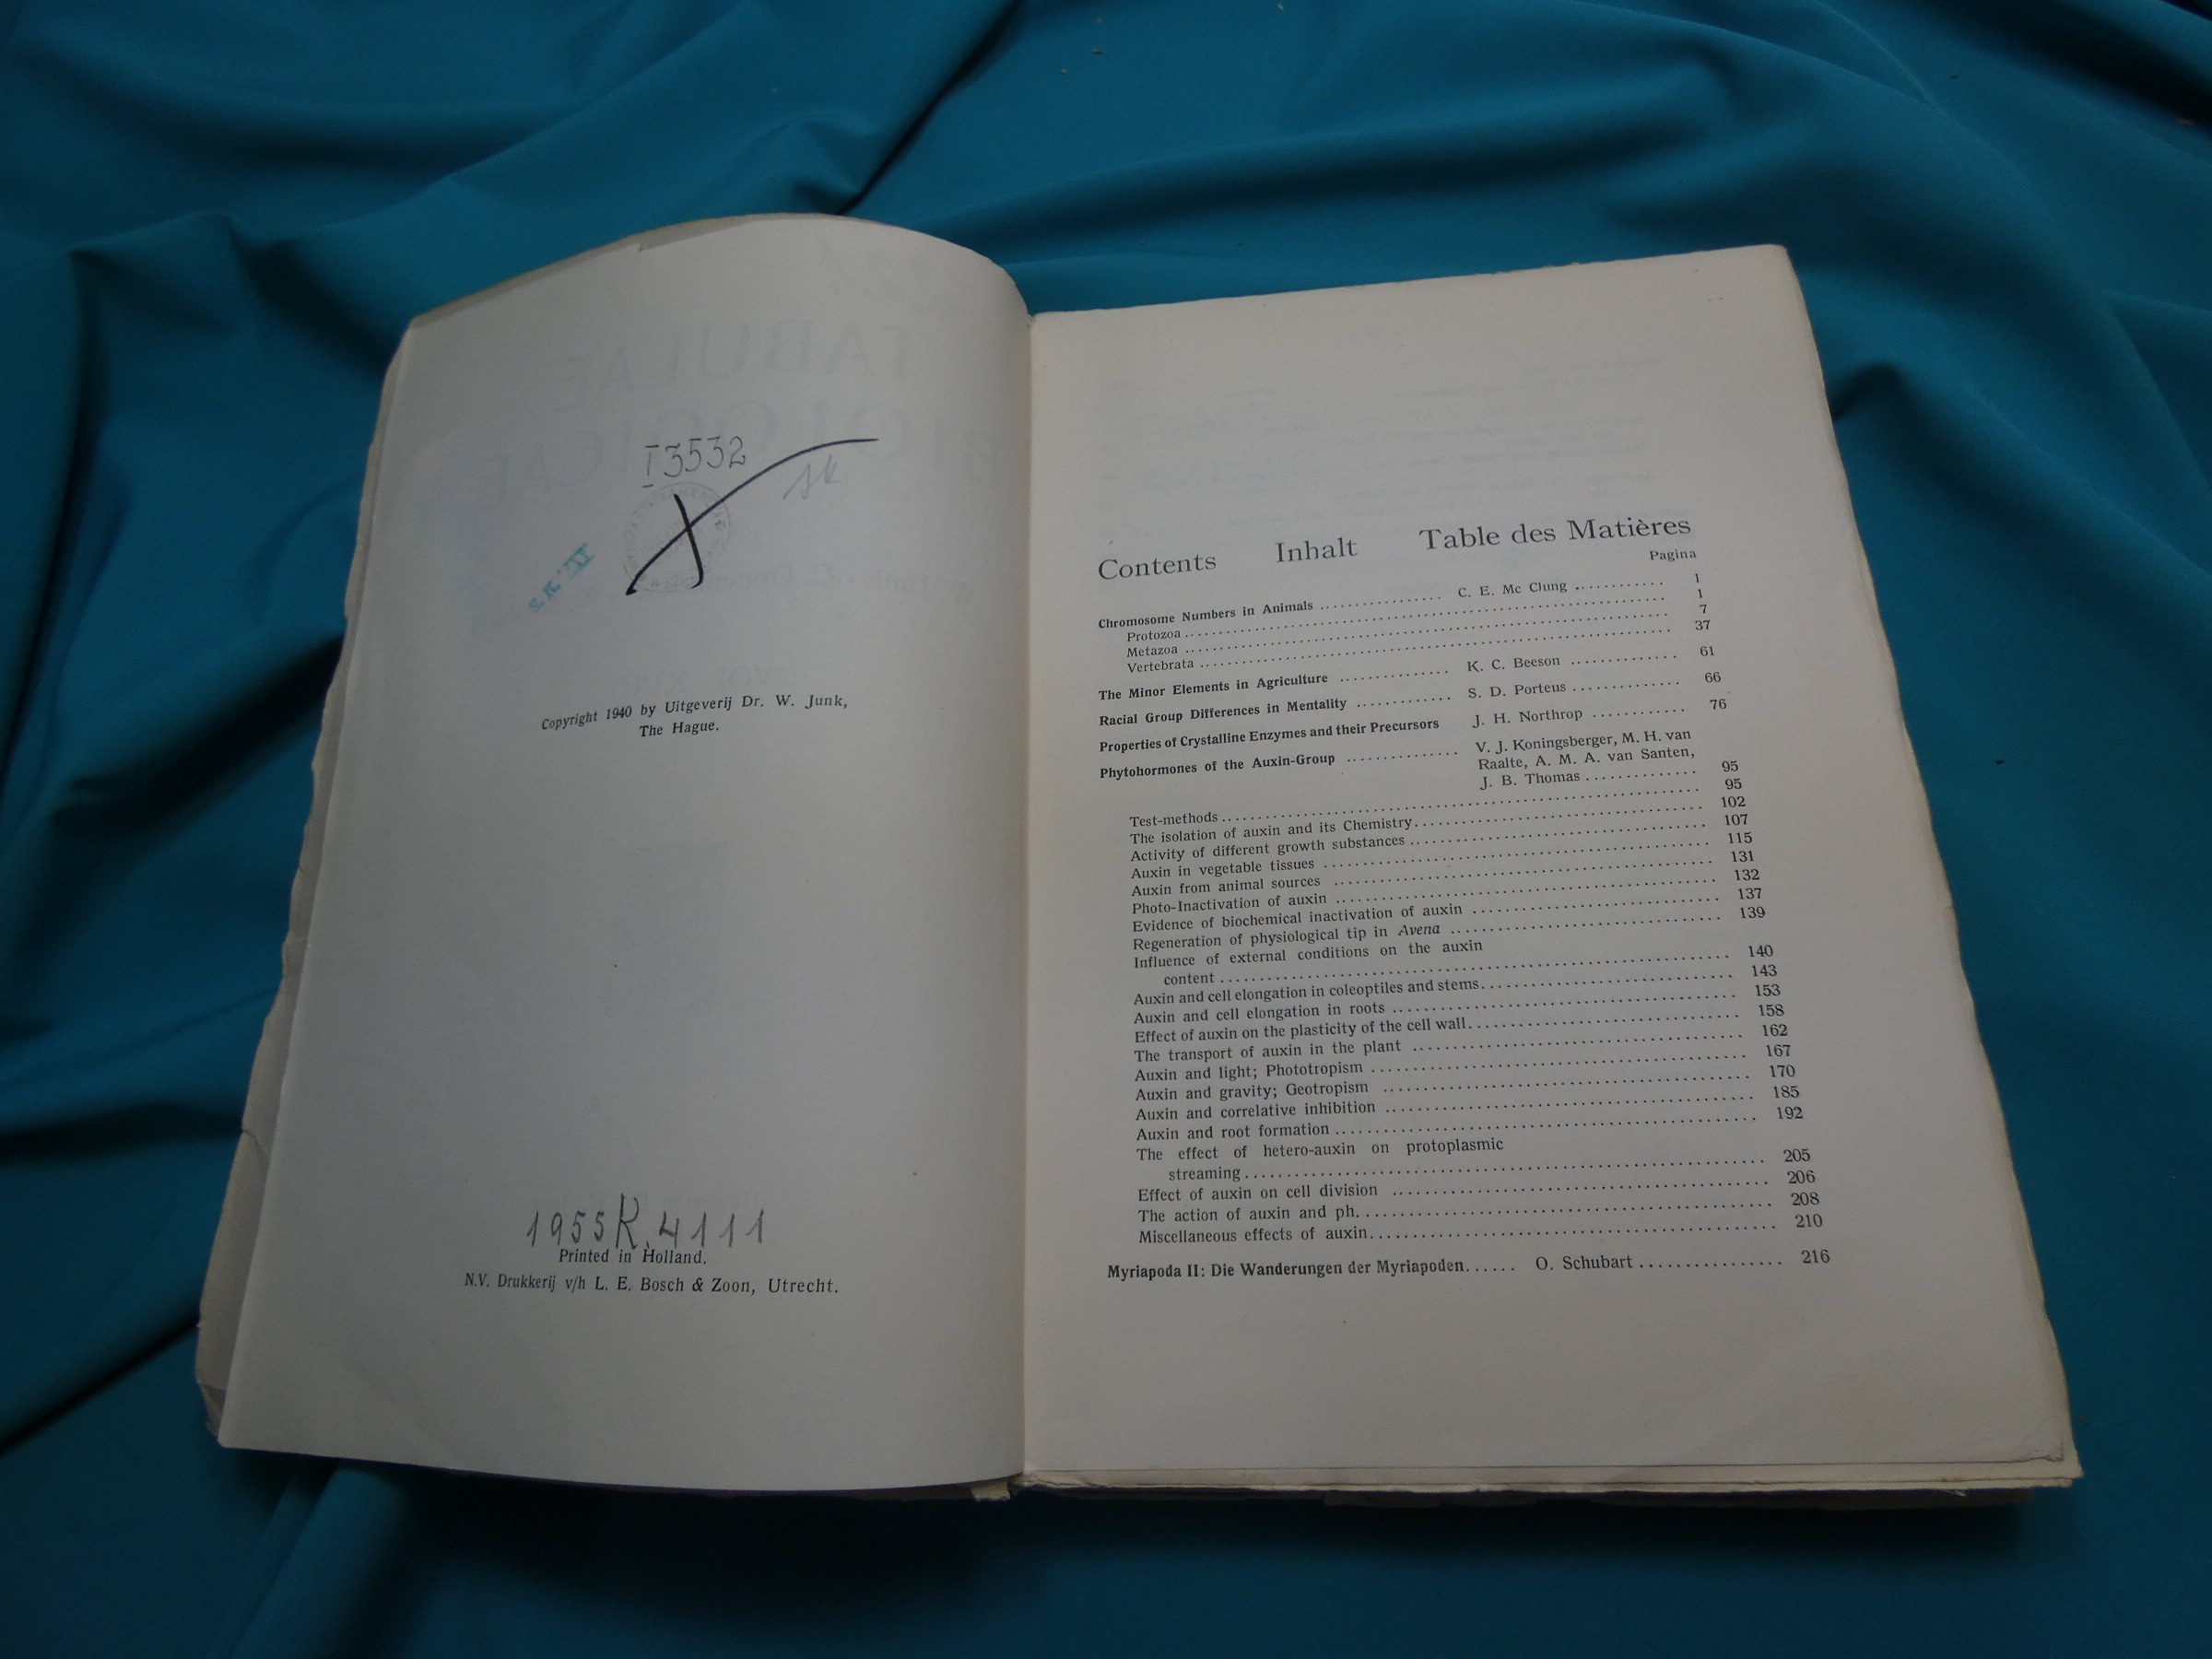 I 3532
Copyright 1940 by Uitgeverij Dr. W. Junk,
The Hague.
1955 K. 4111
Printed in Holland.
N.V. Drukkerij v/h L. E. Bosch & Zoon, Utrecht.
Contents Inhalt Table des Matières
Pagina
Chromosome Numbers in Animals ................ C. E. Mc Clung ............ 1
Protozoa ................ 1
Metazoa ................ 7
Vertebrata ................ 37
The Minor Elements in Agriculture .............. K. C. Beeson .............. 61
Racial Group Differences in Mentality ............ S. D. Porteus .............. 66
Properties of Crystalline Enzymes and their Precursors J. H. Northrop ............ 76
Phytohormones of the Auxin-Group .............. V. J. Koningsberger, M. H. van
Raalte, A. M. A. van Santen,
J. B. Thomas .............. 95
Test-methods ................ 95
The isolation of auxin and its Chemistry ................ 102
Activity of different growth substances ................ 107
Auxin in vegetable tissues ................ 115
Auxin from animal sources ................ 131
Photo-Inactivation of auxin ................ 132
Evidence of biochemical inactivation of auxin ................ 137
Regeneration of physiological tip in Avena ................ 139
Influence of external conditions on the auxin
content ................ 140
Auxin and cell elongation in coleoptiles and stems ................ 143
Auxin and cell elongation in roots ................ 153
Effect of auxin on the plasticity of the cell wall ................ 158
The transport of auxin in the plant ................ 162
Auxin and light; Phototropism ................ 167
Auxin and gravity; Geotropism ................ 170
Auxin and correlative inhibition ................ 185
Auxin and root formation ................ 192
The effect of hetero-auxin on protoplasmic
streaming ................ 205
Effect of auxin on cell division ................ 206
The action of auxin and ph. ................ 208
Miscellaneous effects of auxin ................ 210
Myriapoda II: Die Wanderungen der Myriapoden ...... O. Schubart ................ 216